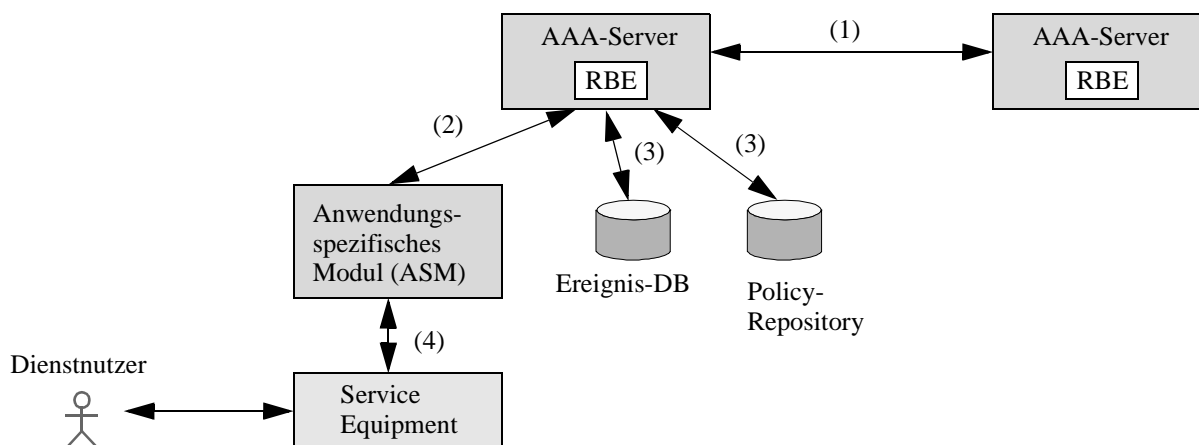 AAA-Server
RBE
(1)
AAA-Server
RBE
(2)
(3)
(3)
Anwendungs-
spezifisches
Modul (ASM)
Ereignis-DB
Policy-
Repository
(4)
Dienstnutzer
Service
Equipment